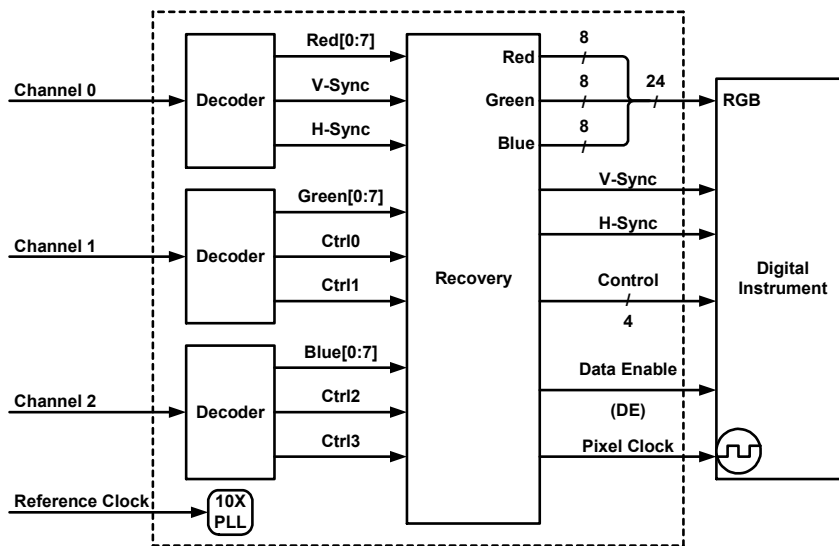 Channel 0
Decoder
Red[0:7]
V-Sync
H-Sync
Channel 1
Decoder
Green[0:7]
Ctrl0
Ctrl1
Channel 2
Decoder
Blue[0:7]
Ctrl2
Ctrl3
Reference Clock
10X
PLL
Recovery
Red
8
Green
8
Blue
8
24
V-Sync
H-Sync
Control
4
Data Enable
(DE)
Pixel Clock
RGB
Digital
Instrument